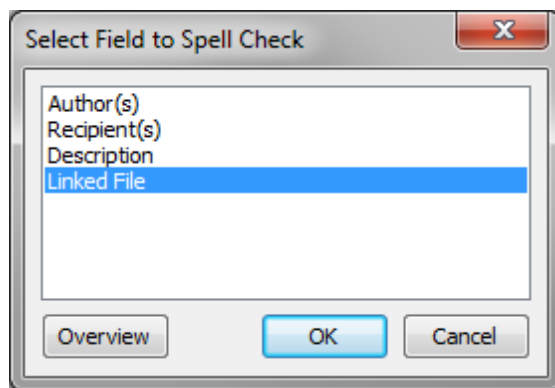 Select Field to Spell Check
Author(s)
Recipient(s)
Description
Linked File
Overview OK Cancel